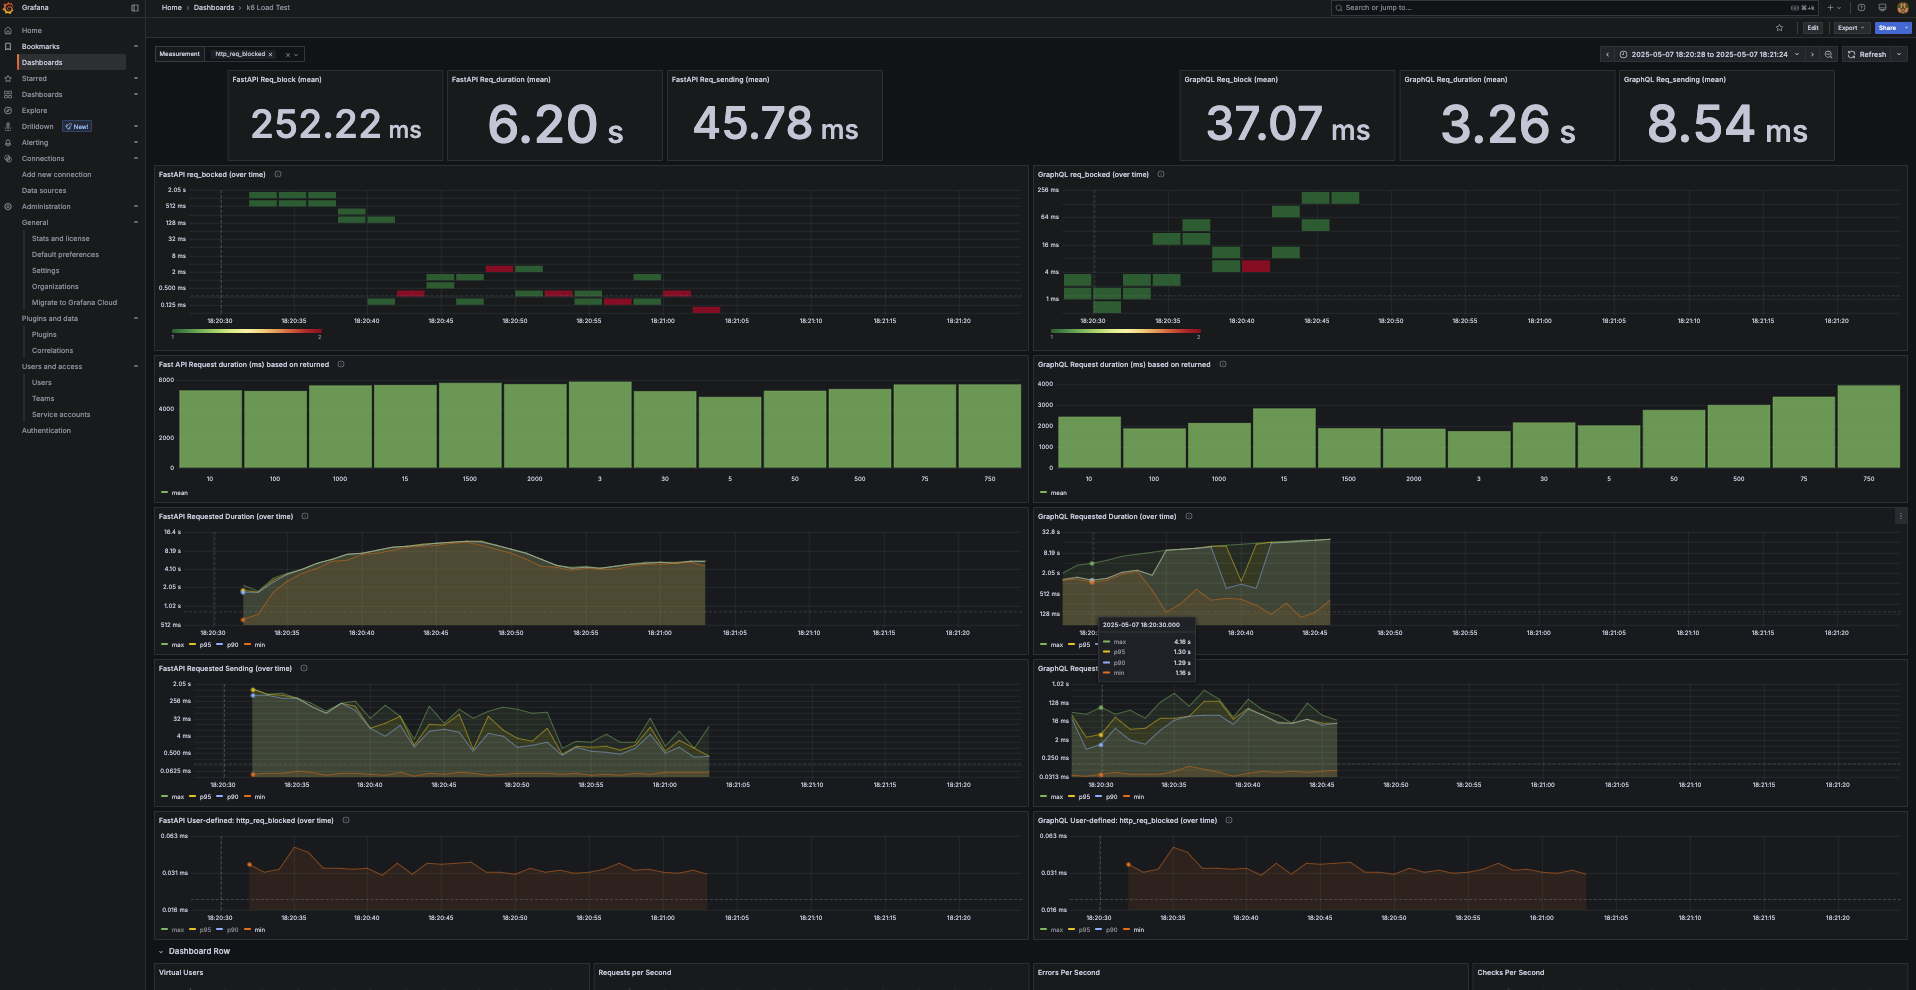 Grafana
Home
Bookmarks
Dashboards
Starred
Dashboards
Explore
Drilldown New!
Alerting
Connections
Add new connection
Data sources
Administration
General
Stats and license
Default preferences
Settings
Organizations
Migrate to Grafana Cloud
Plugins and data
Plugins
Correlations
Users and access
Users
Teams
Service accounts
Authentication
Home › Dashboards › k6 Load Test
Search or jump to... ⌘+k
Edit Export Share
Measurement http_req_blocked ×
2025-05-07 18:20:28 to 2025-05-07 18:21:24 Refresh
FastAPI Req_block (mean)
252.22 ms
FastAPI Req_duration (mean)
6.20 s
FastAPI Req_sending (mean)
45.78 ms
GraphQL Req_block (mean)
37.07 ms
GraphQL Req_duration (mean)
3.26 s
GraphQL Req_sending (mean)
8.54 ms
FastAPI req_bocked (over time)
2.05 s
512 ms
128 ms
32 ms
8 ms
2 ms
0.500 ms
0.125 ms
18:20:30 18:20:35 18:20:40 18:20:45 18:20:50 18:20:55 18:21:00 18:21:05 18:21:10 18:21:15 18:21:20
1 2
GraphQL req_bocked (over time)
256 ms
64 ms
16 ms
4 ms
1 ms
18:20:30 18:20:35 18:20:40 18:20:45 18:20:50 18:20:55 18:21:00 18:21:05 18:21:10 18:21:15 18:21:20
1 2
Fast API Request duration (ms) based on returned
6000
4000
2000
0
10 100 1000 15 1500 2000 3 30 5 50 500 75 750
mean
GraphQL Request duration (ms) based on returned
4000
3000
2000
1000
0
10 100 1000 15 1500 2000 3 30 5 50 500 75 750
mean
FastAPI Requested Duration (over time)
16.4 s
8.19 s
4.10 s
2.05 s
1.02 s
512 ms
18:20:30 18:20:35 18:20:40 18:20:45 18:20:50 18:20:55 18:21:00 18:21:05 18:21:10 18:21:15 18:21:20
max p95 p90 min
GraphQL Requested Duration (over time)
32.8 s
8.19 s
2.05 s
512 ms
128 ms
18:20: 18:20:40 18:20:45 18:20:50 18:20:55 18:21:00 18:21:05 18:21:10 18:21:15 18:21:20
max p95
2025-05-07 18:20:30.000
max 4.16 s
p95 1.30 s
p90 1.29 s
min 1.16 s
FastAPI Requested Sending (over time)
2.05 s
256 ms
32 ms
4 ms
0.500 ms
0.0625 ms
18:20:30 18:20:35 18:20:40 18:20:45 18:20:50 18:20:55 18:21:00 18:21:05 18:21:10 18:21:15 18:21:20
max p95 p90 min
GraphQL Request
1.02 s
128 ms
16 ms
2 ms
0.250 ms
0.0313 ms
18:20:30 18:20:35 18:20:40 18:20:45 18:20:50 18:20:55 18:21:00 18:21:05 18:21:10 18:21:15 18:21:20
max p95 p90 min
FastAPI User-defined: http_req_blocked (over time)
0.063 ms
0.031 ms
0.016 ms
18:20:30 18:20:35 18:20:40 18:20:45 18:20:50 18:20:55 18:21:00 18:21:05 18:21:10 18:21:15 18:21:20
max p95 p90 min
GraphQL User-defined: http_req_blocked (over time)
0.063 ms
0.031 ms
0.016 ms
18:20:30 18:20:35 18:20:40 18:20:45 18:20:50 18:20:55 18:21:00 18:21:05 18:21:10 18:21:15 18:21:20
max p95 p90 min
Dashboard Row
Virtual Users
Requests per Second
Errors Per Second
Checks Per Second